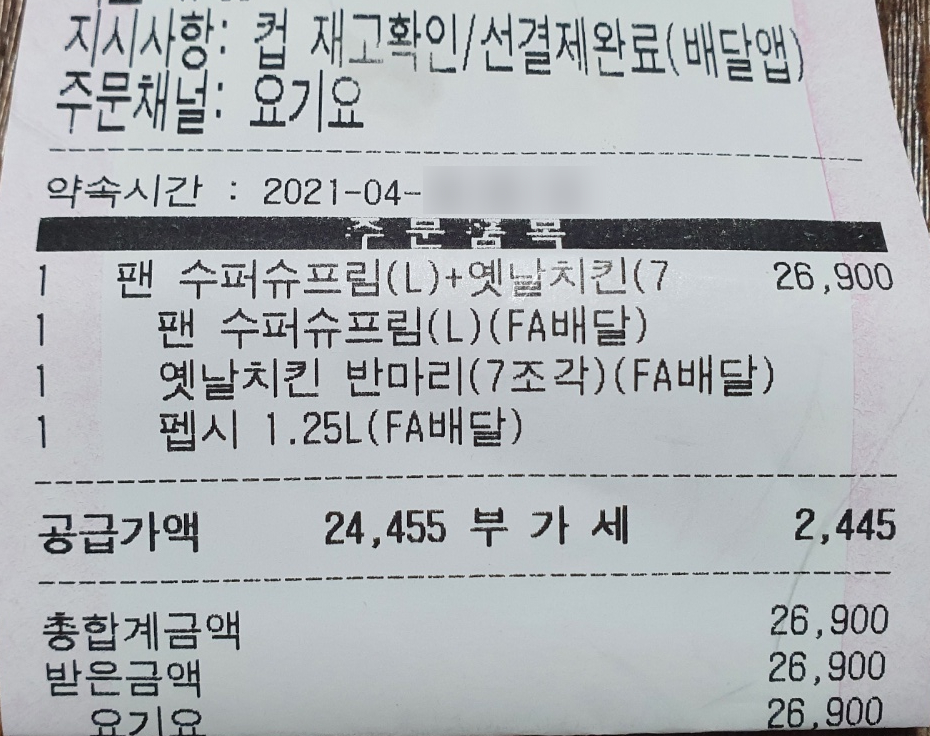 지시사항: 컵 재고확인/선결제완료(배달앱)
주문채널: 요기요
약속시간 : 2021-04-
주문품목
1 팬 수퍼슈프림(L)+옛날치킨(7 26,900
1 팬 수퍼슈프림(L)(FA배달)
1 옛날치킨 반마리(7조각)(FA배달)
1 펩시 1.25L(FA배달)
공급가액 24,455 부 가 세 2,445
총합계금액 26,900
받은금액 26,900
요기요 26,900